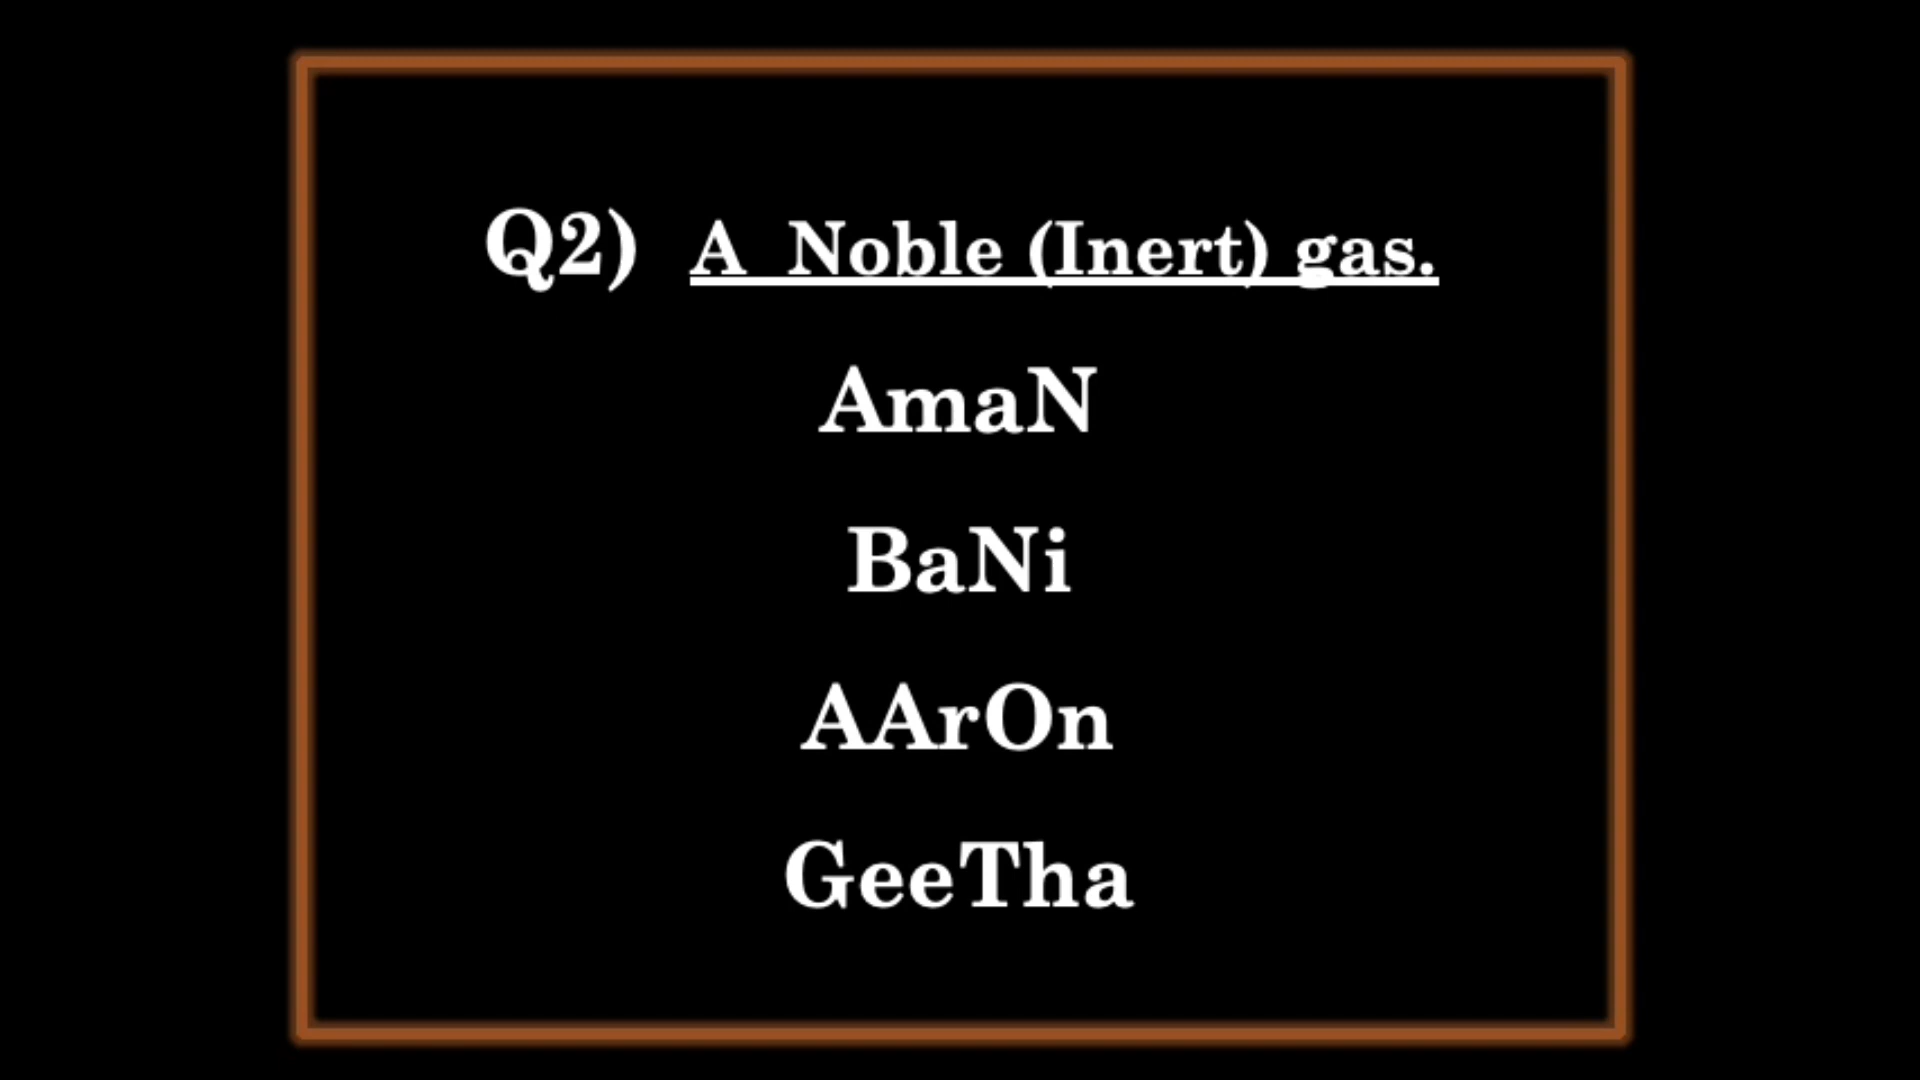 Q2) A Noble (Inert) gas.
AmaN
BaNi
AArOn
GeeTha